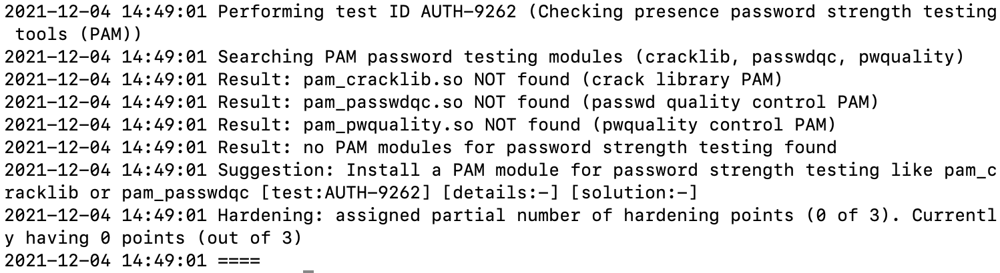 2021-12-04 14:49:01 Performing test ID AUTH-9262 (Checking presence password strength testing
 tools (PAM))
2021-12-04 14:49:01 Searching PAM password testing modules (cracklib, passwdqc, pwquality)
2021-12-04 14:49:01 Result: pam_cracklib.so NOT found (crack library PAM)
2021-12-04 14:49:01 Result: pam_passwdqc.so NOT found (passwd quality control PAM)
2021-12-04 14:49:01 Result: pam_pwquality.so NOT found (pwquality control PAM)
2021-12-04 14:49:01 Result: no PAM modules for password strength testing found
2021-12-04 14:49:01 Suggestion: Install a PAM module for password strength testing like pam_c
racklib or pam_passwdqc [test:AUTH-9262] [details:-] [solution:-]
2021-12-04 14:49:01 Hardening: assigned partial number of hardening points (0 of 3). Currentl
y having 0 points (out of 3)
2021-12-04 14:49:01 ====